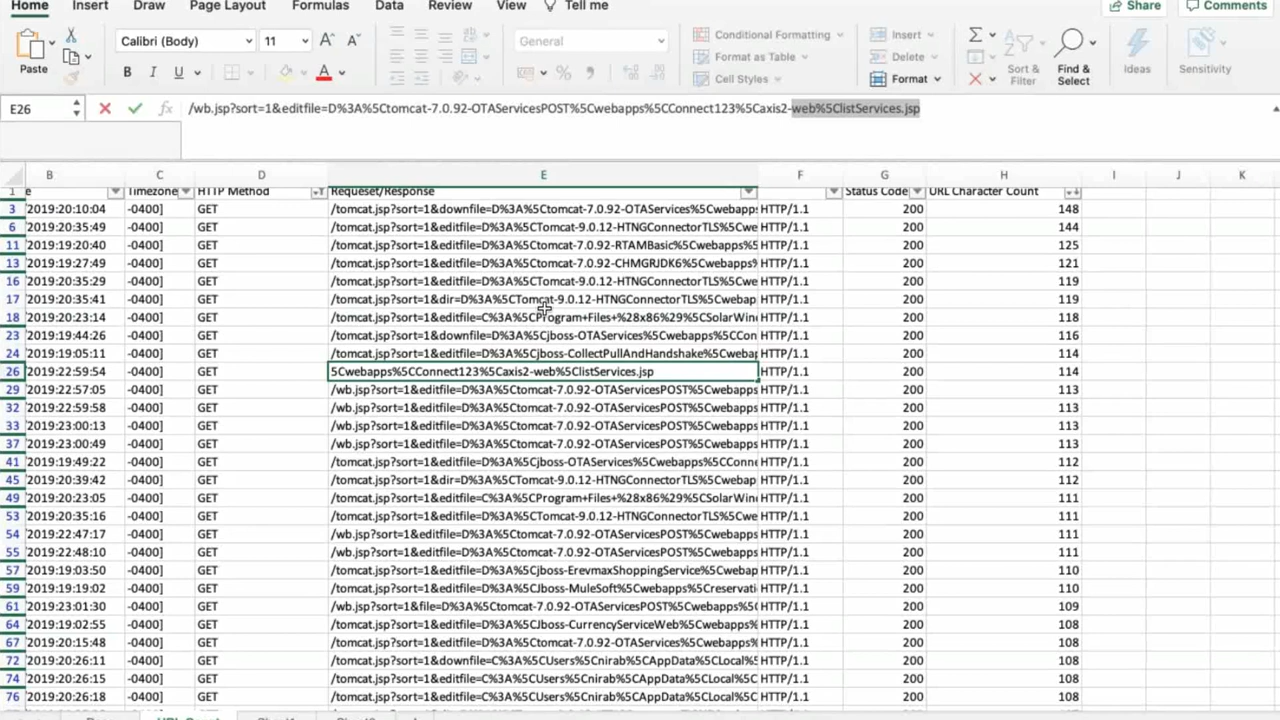 Home Insert Draw Page Layout Formulas Data Review View Tell me Share Comments
Paste Calibri (Body) 11 General Conditional Formatting Format as Table Cell Styles Insert Delete Format Sort & Filter Find & Select Ideas Sensitivity
E26 fx /wb.jsp?sort=1&editfile=D%3A%5Ctomcat-7.0.92-OTAServicesPOST%5Cwebapps%5CConnect123%5Caxis2-web%5ClistServices.jsp
B C D E F G H I J K
1 e Timezone HTTP Method Requeset/Response Status Code URL Character Count
3 '2019:20:10:04 -0400] GET /tomcat.jsp?sort=1&downfile=D%3A%5Ctomcat-7.0.92-OTAServices%5Cwebapps HTTP/1.1 200 148
6 '2019:20:35:49 -0400] GET /tomcat.jsp?sort=1&editfile=D%3A%5CTomcat-9.0.12-HTNGConnectorTLS%5Cwe HTTP/1.1 200 144
11 '2019:19:20:40 -0400] GET /tomcat.jsp?sort=1&editfile=D%3A%5Ctomcat-7.0.92-RTAMBasic%5Cwebapps%5 HTTP/1.1 200 125
13 '2019:19:27:49 -0400] GET /tomcat.jsp?sort=1&editfile=D%3A%5Ctomcat-7.0.92-CHMGRJDK6%5Cwebapps% HTTP/1.1 200 121
16 '2019:20:35:29 -0400] GET /tomcat.jsp?sort=1&editfile=D%3A%5CTomcat-9.0.12-HTNGConnectorTLS%5Cwe HTTP/1.1 200 119
17 '2019:20:35:41 -0400] GET /tomcat.jsp?sort=1&dir=D%3A%5CTomcat-9.0.12-HTNGConnectorTLS%5Cwebap HTTP/1.1 200 119
18 '2019:20:23:14 -0400] GET /tomcat.jsp?sort=1&editfile=C%3A%5CProgram+Files+%28x86%29%5CSolarWin HTTP/1.1 200 118
23 '2019:19:44:26 -0400] GET /tomcat.jsp?sort=1&downfile=D%3A%5Cjboss-OTAServices%5Cwebapps%5CCon HTTP/1.1 200 116
24 '2019:19:05:11 -0400] GET /tomcat.jsp?sort=1&editfile=D%3A%5Cjboss-CollectPullAndHandshake%5Cweba HTTP/1.1 200 114
26 '2019:22:59:54 -0400] GET 5Cwebapps%5CConnect123%5Caxis2-web%5ClistServices.jsp HTTP/1.1 200 114
29 '2019:22:57:05 -0400] GET /wb.jsp?sort=1&editfile=D%3A%5Ctomcat-7.0.92-OTAServicesPOST%5Cwebapps HTTP/1.1 200 113
32 '2019:22:59:58 -0400] GET /wb.jsp?sort=1&editfile=D%3A%5Ctomcat-7.0.92-OTAServicesPOST%5Cwebapps HTTP/1.1 200 113
33 '2019:23:00:13 -0400] GET /wb.jsp?sort=1&editfile=D%3A%5Ctomcat-7.0.92-OTAServicesPOST%5Cwebapps HTTP/1.1 200 113
37 '2019:23:00:49 -0400] GET /wb.jsp?sort=1&editfile=D%3A%5Ctomcat-7.0.92-OTAServicesPOST%5Cwebapps HTTP/1.1 200 113
41 '2019:19:49:22 -0400] GET /tomcat.jsp?sort=1&editfile=D%3A%5Cjboss-OTAServices%5Cwebapps%5CConn HTTP/1.1 200 112
45 '2019:20:39:42 -0400] GET /tomcat.jsp?sort=1&dir=D%3A%5CTomcat-9.0.12-HTNGConnectorTLS%5Cwebap HTTP/1.1 200 112
49 '2019:20:23:05 -0400] GET /tomcat.jsp?sort=1&editfile=C%3A%5CProgram+Files+%28x86%29%5CSolarWin HTTP/1.1 200 111
53 '2019:20:35:16 -0400] GET /tomcat.jsp?sort=1&editfile=D%3A%5CTomcat-9.0.12-HTNGConnectorTLS%5Cwe HTTP/1.1 200 111
54 '2019:22:47:17 -0400] GET /wb.jsp?sort=1&editfile=D%3A%5Ctomcat-7.0.92-OTAServicesPOST%5Cwebapps HTTP/1.1 200 111
55 '2019:22:48:10 -0400] GET /wb.jsp?sort=1&editfile=D%3A%5Ctomcat-7.0.92-OTAServicesPOST%5Cwebapps HTTP/1.1 200 111
57 '2019:19:03:50 -0400] GET /tomcat.jsp?sort=1&editfile=D%3A%5Cjboss-ErevmaxShoppingService%5Cwebap HTTP/1.1 200 110
59 '2019:19:19:02 -0400] GET /tomcat.jsp?sort=1&editfile=D%3A%5CJboss-MuleSoft%5Cwebapps%5Creservati HTTP/1.1 200 110
61 '2019:23:01:30 -0400] GET /wb.jsp?sort=1&file=D%3A%5Ctomcat-7.0.92-OTAServicesPOST%5Cwebapps%5C HTTP/1.1 200 109
64 '2019:19:02:55 -0400] GET /tomcat.jsp?sort=1&editfile=D%3A%5Cjboss-CurrencyServiceWeb%5Cwebapps% HTTP/1.1 200 108
67 '2019:20:15:48 -0400] GET /tomcat.jsp?sort=1&editfile=D%3A%5Ctomcat-7.0.92-OTAServices%5Cwebapps% HTTP/1.1 200 108
72 '2019:20:26:11 -0400] GET /tomcat.jsp?sort=1&downfile=C%3A%5CUsers%5Cnirab%5CAppData%5CLocal%5 HTTP/1.1 200 108
74 '2019:20:26:15 -0400] GET /tomcat.jsp?sort=1&editfile=C%3A%5CUsers%5Cnirab%5CAppData%5CLocal%5C HTTP/1.1 200 108
76 '2019:20:26:18 -0400] GET /tomcat.jsp?sort=1&editfile=C%3A%5CUsers%5Cnirab%5CAppData%5CLocal%5C HTTP/1.1 200 108